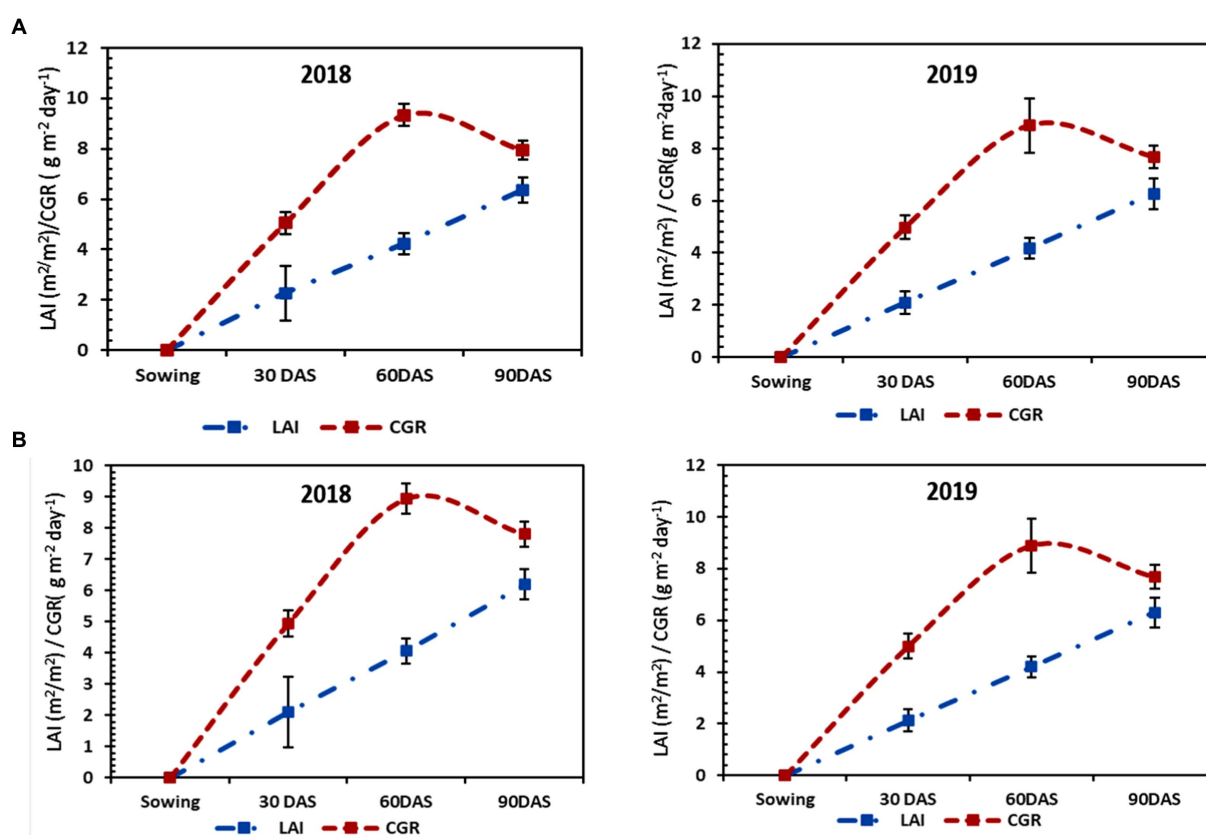 A
LAI (m²/m²)/CGR ( g m⁻² day⁻¹)
12
10
8
6
4
2
0
2018
Sowing 30 DAS 60DAS 90DAS
LAI CGR
LAI (m²/m²) / CGR(g m⁻²day⁻¹)
12
10
8
6
4
2
0
2019
Sowing 30 DAS 60DAS 90DAS
LAI CGR
B
LAI (m²/m²) / CGR( g m⁻² day⁻¹)
10
9
8
7
6
5
4
3
2
1
0
2018
Sowing 30 DAS 60DAS 90DAS
LAI CGR
LAI (m²/m²) / CGR (g m⁻² day⁻¹)
12
10
8
6
4
2
0
2019
Sowing 30 DAS 60DAS 90DAS
LAI CGR